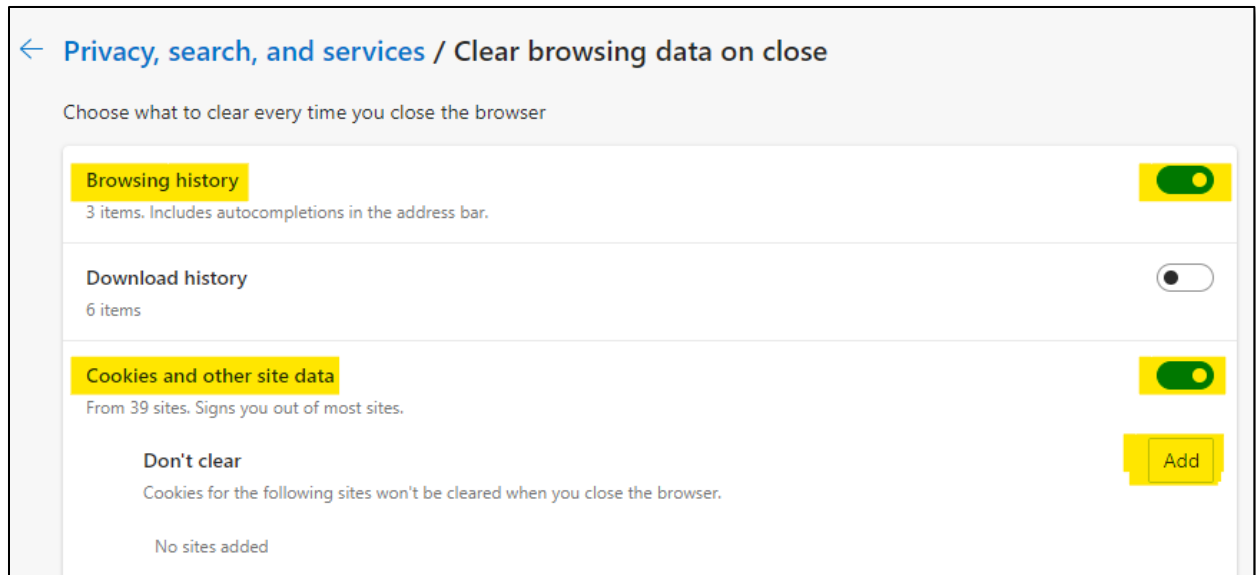 Privacy, search, and services / Clear browsing data on close
Choose what to clear every time you close the browser
Browsing history
3 items. Includes autocompletions in the address bar.
Download history
6 items
Cookies and other site data
From 39 sites. Signs you out of most sites.
Don't clear
Add
Cookies for the following sites won't be cleared when you close the browser.
No sites added